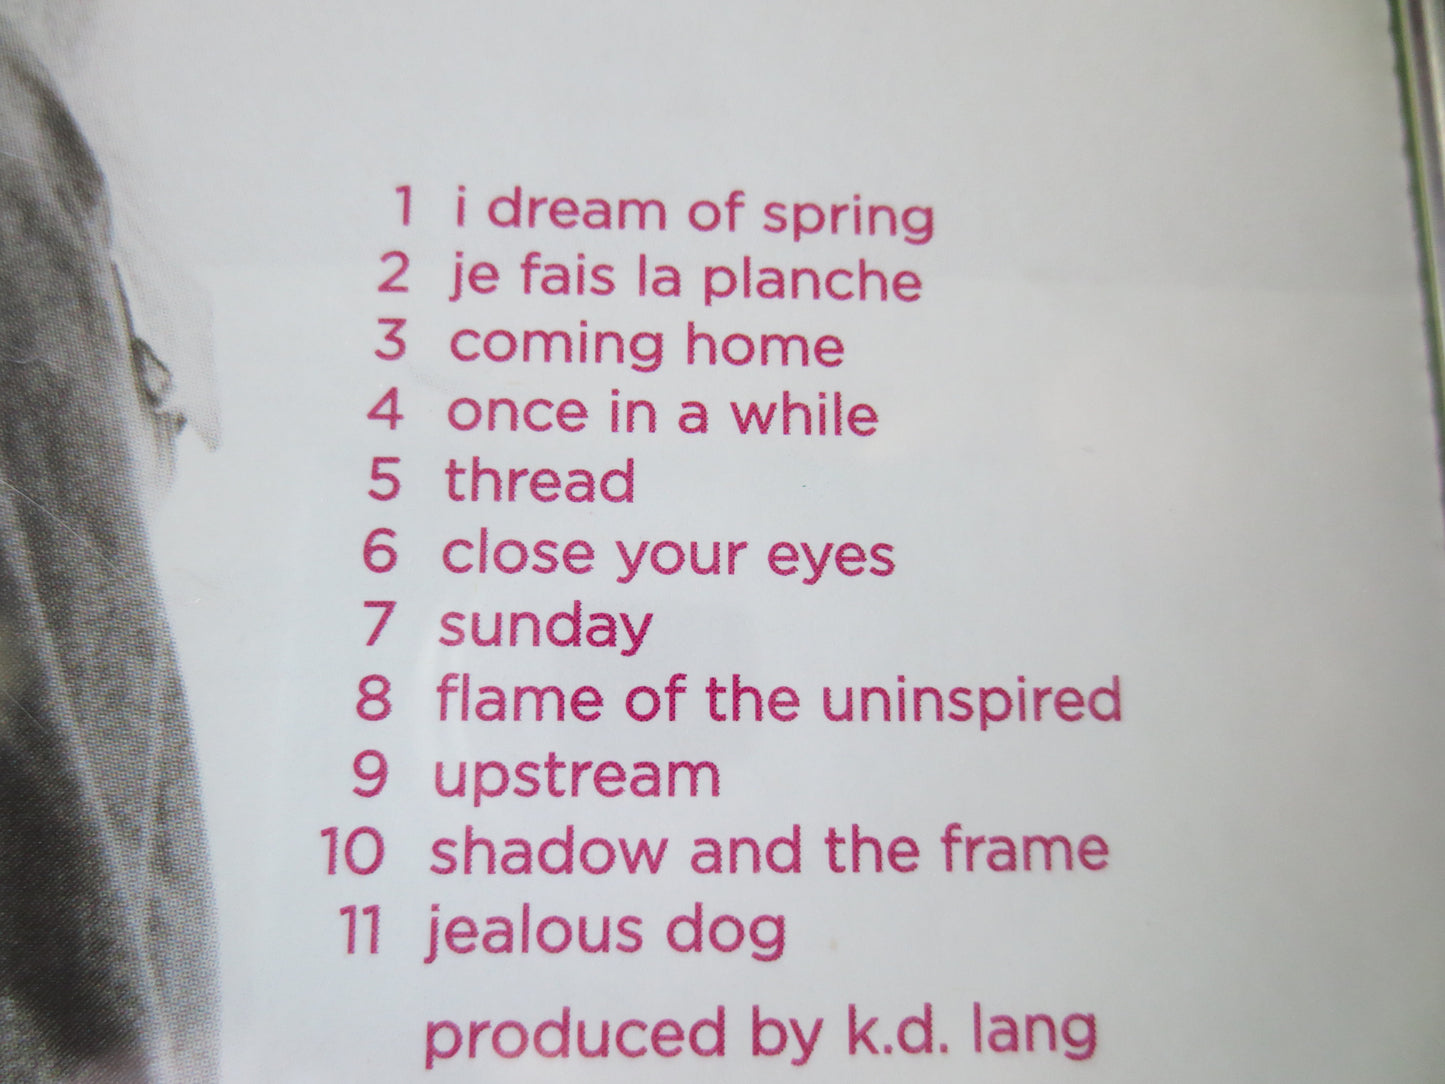 1 i dream of spring
2 je fais la planche
3 coming home
4 once in a while
5 thread
6 close your eyes
7 sunday
8 flame of the uninspired
9 upstream
10 shadow and the frame
11 jealous dog
produced by k.d. lang